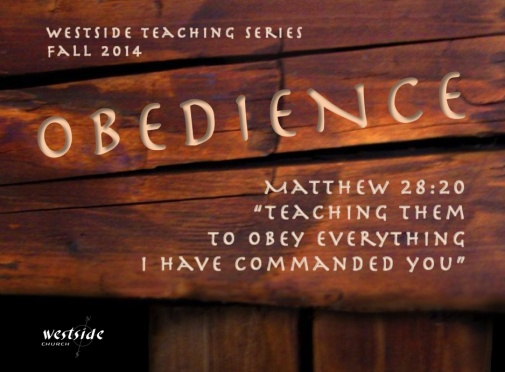 WESTSIDE TEACHING SERIES
FALL 2014
OBEDIENCE
MATTHEW 28:20
"TEACHING THEM
TO OBEY EVERYTHING
I HAVE COMMANDED YOU"
westside
CHURCH